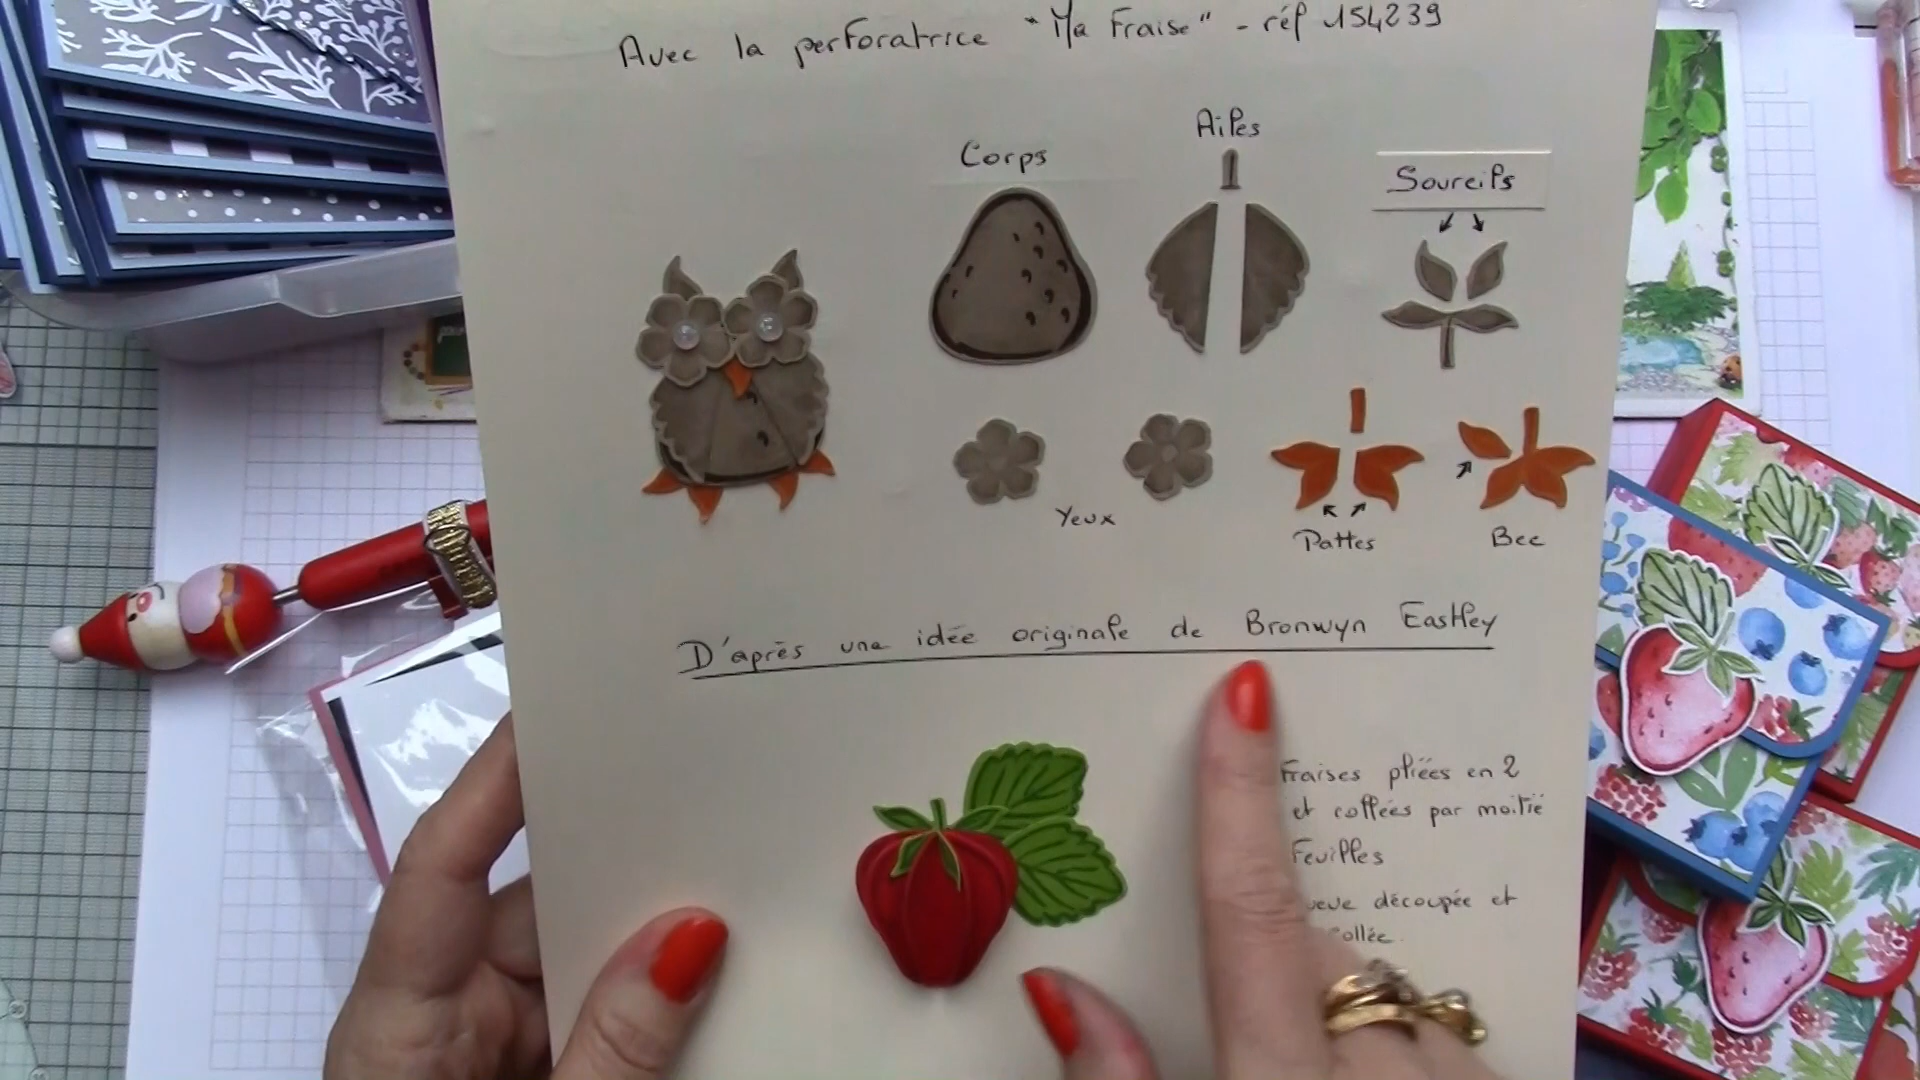 Avec la perforatrice "Ma Fraise" - réf 154239
Ailes
Corps
Sourcils
Yeux
Pattes
Bec
D'après une idée originale de Bronwyn Eastley
Fraises pliées en 2
et collées par moitié
Feuilles
découpée et